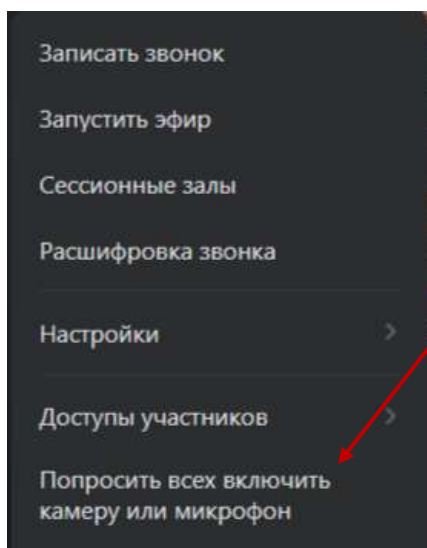 Записать звонок
Запустить эфир
Сессионные залы
Расшифровка звонка
Настройки
Доступы участников
Попросить всех включить
камеру или микрофон